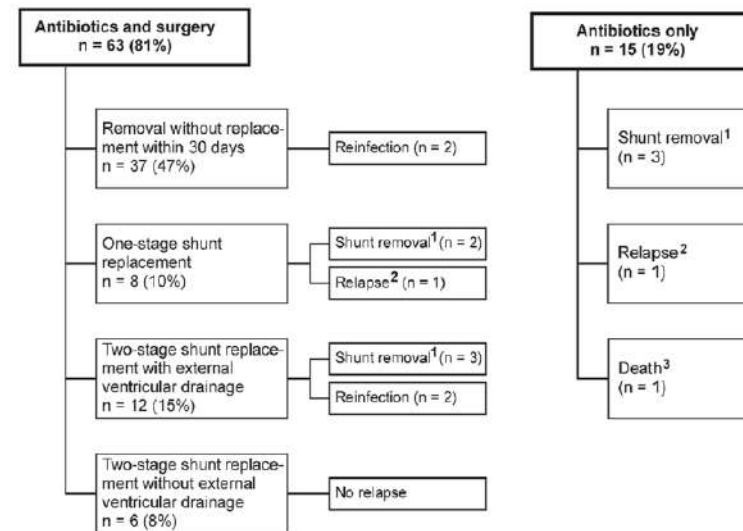 Antibiotics and surgery
n = 63 (81%)
Removal without replace-
ment within 30 days
n = 37 (47%)
Reinfection (n = 2)
One-stage shunt
replacement
n = 8 (10%)
Shunt removal¹ (n = 2)
Relapse² (n = 1)
Two-stage shunt replace-
ment with external
ventricular drainage
n = 12 (15%)
Shunt removal¹ (n = 3)
Reinfection (n = 2)
Two-stage shunt replace-
ment without external
ventricular drainage
n = 6 (8%)
No relapse
Antibiotics only
n = 15 (19%)
Shunt removal¹
(n = 3)
Relapse²
(n = 1)
Death³
(n = 1)